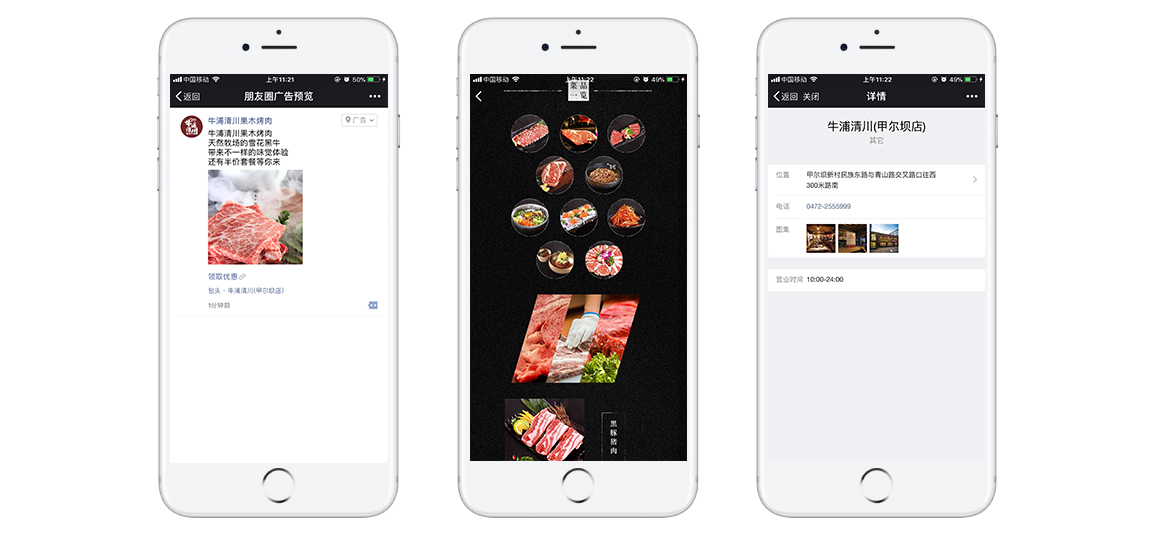 中国移动
上午11:21
50%
返回
朋友圈广告预览
牛浦清川果木烤肉
广告
牛浦清川果木烤肉
天然牧场的雪花黑牛
带来不一样的味觉体验
还有半价套餐等你来
领取优惠
包头 · 牛浦清川(甲尔坝店)
1分钟前
中国移动
上午11:22
49%
菜品
一览
黑豚猪肉
中国移动
上午11:22
49%
返回 关闭
详情
牛浦清川(甲尔坝店)
其它
位置 甲尔坝新村民族东路与青山路交叉路口往西
300米路南
电话 0472-2555999
图集
营业时间 10:00-24:00